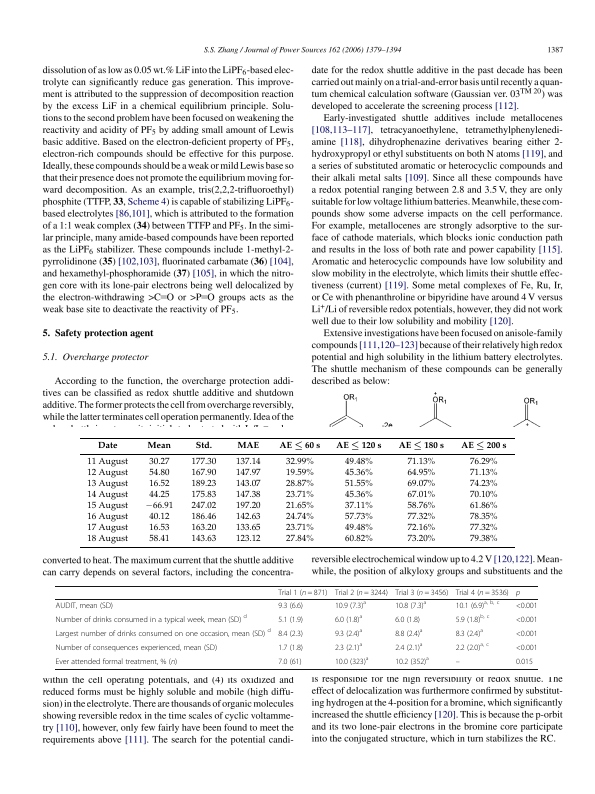 S.S. Zhang / Journal of Power Sources 162 (2006) 1379–1394 1387
dissolution of as low as 0.05 wt.% LiF into the LiPF6-based elec-
trolyte can significantly reduce gas generation. This improve-
ment is attributed to the suppression of decomposition reaction
by the excess LiF in a chemical equilibrium principle. Solu-
tions to the second problem have been focused on weakening the
reactivity and acidity of PF5 by adding small amount of Lewis
basic additive. Based on the electron-deficient property of PF5,
electron-rich compounds should be effective for this purpose.
Ideally, these compounds should be a weak or mild Lewis base so
that their presence does not promote the equilibrium moving for-
ward decomposition. As an example, tris(2,2,2-trifluoroethyl)
phosphite (TTFP, 33, Scheme 4) is capable of stabilizing LiPF6-
based electrolytes [86,101], which is attributed to the formation
of a 1:1 weak complex (34) between TTFP and PF5. In the simi-
lar principle, many amide-based compounds have been reported
as the LiPF6 stabilizer. These compounds include 1-methyl-2-
pyrrolidinone (35) [102,103], fluorinated carbamate (36) [104],
and hexamethyl-phosphoramide (37) [105], in which the nitro-
gen core with its lone-pair electrons being well delocalized by
the electron-withdrawing >C=O or >P=O groups acts as the
weak base site to deactivate the reactivity of PF5.
5. Safety protection agent
5.1. Overcharge protector
According to the function, the overcharge protection addi-
tives can be classified as redox shuttle additive and shutdown
additive. The former protects the cell from overcharge reversibly,
while the latter terminates cell operation permanently. Idea of the
date for the redox shuttle additive in the past decade has been
carried out mainly on a trial-and-error basis until recently a quan-
tum chemical calculation software (Gaussian ver. 03TM 20) was
developed to accelerate the screening process [112].
Early-investigated shuttle additives include metallocenes
[108,113–117], tetracyanoethylene, tetramethylphenylenedi-
amine [118], dihydrophenazine derivatives bearing either 2-
hydroxypropyl or ethyl substituents on both N atoms [119], and
a series of substituted aromatic or heterocyclic compounds and
their alkali metal salts [109]. Since all these compounds have
a redox potential ranging between 2.8 and 3.5 V, they are only
suitable for low voltage lithium batteries. Meanwhile, these com-
pounds show some adverse impacts on the cell performance.
For example, metallocenes are strongly adsorptive to the sur-
face of cathode materials, which blocks ionic conduction path
and results in the loss of both rate and power capability [115].
Aromatic and heterocyclic compounds have low solubility and
slow mobility in the electrolyte, which limits their shuttle effec-
tiveness (current) [119]. Some metal complexes of Fe, Ru, Ir,
or Ce with phenanthroline or bipyridine have around 4 V versus
Li+/Li of reversible redox potentials, however, they did not work
well due to their low solubility and mobility [120].
Extensive investigations have been focused on anisole-family
compounds [111,120–123] because of their relatively high redox
potential and high solubility in the lithium battery electrolytes.
The shuttle mechanism of these compounds can be generally
described as below:
OR1 OR1 OR1
Date Mean Std. MAE AE ≤ 60 s AE ≤ 120 s AE ≤ 180 s AE ≤ 200 s
11 August 30.27 177.30 137.14 32.99% 49.48% 71.13% 76.29%
12 August 54.80 167.90 147.97 19.59% 45.36% 64.95% 71.13%
13 August 16.52 189.23 143.07 28.87% 51.55% 69.07% 74.23%
14 August 44.25 175.83 147.38 23.71% 45.36% 67.01% 70.10%
15 August −66.91 247.02 197.20 21.65% 37.11% 58.76% 61.86%
16 August 40.12 186.46 142.63 24.74% 57.73% 77.32% 78.35%
17 August 16.53 163.20 133.65 23.71% 49.48% 72.16% 77.32%
18 August 58.41 143.63 123.12 27.84% 60.82% 73.20% 79.38%
converted to heat. The maximum current that the shuttle additive
can carry depends on several factors, including the concentra-
reversible electrochemical window up to 4.2 V [120,122]. Mean-
while, the position of alkyloxy groups and substituents and the
Trial 1 (n = 871) Trial 2 (n = 3244) Trial 3 (n = 3456) Trial 4 (n = 3536) p
AUDIT, mean (SD) 9.3 (6.6) 10.9 (7.3)a 10.8 (7.3)a 10.1 (6.9)a, b, c <0.001
Number of drinks consumed in a typical week, mean (SD) d 5.1 (1.9) 6.0 (1.8)a 6.0 (1.8) 5.9 (1.8)b, c <0.001
Largest number of drinks consumed on one occasion, mean (SD) d 8.4 (2.3) 9.3 (2.4)a 8.8 (2.4)a 8.3 (2.4)a <0.001
Number of consequences experienced, mean (SD) 1.7 (1.8) 2.3 (2.1)a 2.4 (2.1)a 2.2 (2.0)a, c <0.001
Ever attended formal treatment, % (n) 7.0 (61) 10.0 (323)a 10.2 (352)a – 0.015
within the cell operating potentials, and (4) its oxidized and
reduced forms must be highly soluble and mobile (high diffu-
sion) in the electrolyte. There are thousands of organic molecules
showing reversible redox in the time scales of cyclic voltamme-
try [110], however, only few fairly have been found to meet the
requirements above [111]. The search for the potential candi-
is responsible for the high reversibility of redox shuttle. The
effect of delocalization was furthermore confirmed by substitut-
ing hydrogen at the 4-position for a bromine, which significantly
increased the shuttle efficiency [120]. This is because the p-orbit
and its two lone-pair electrons in the bromine core participate
into the conjugated structure, which in turn stabilizes the RC.